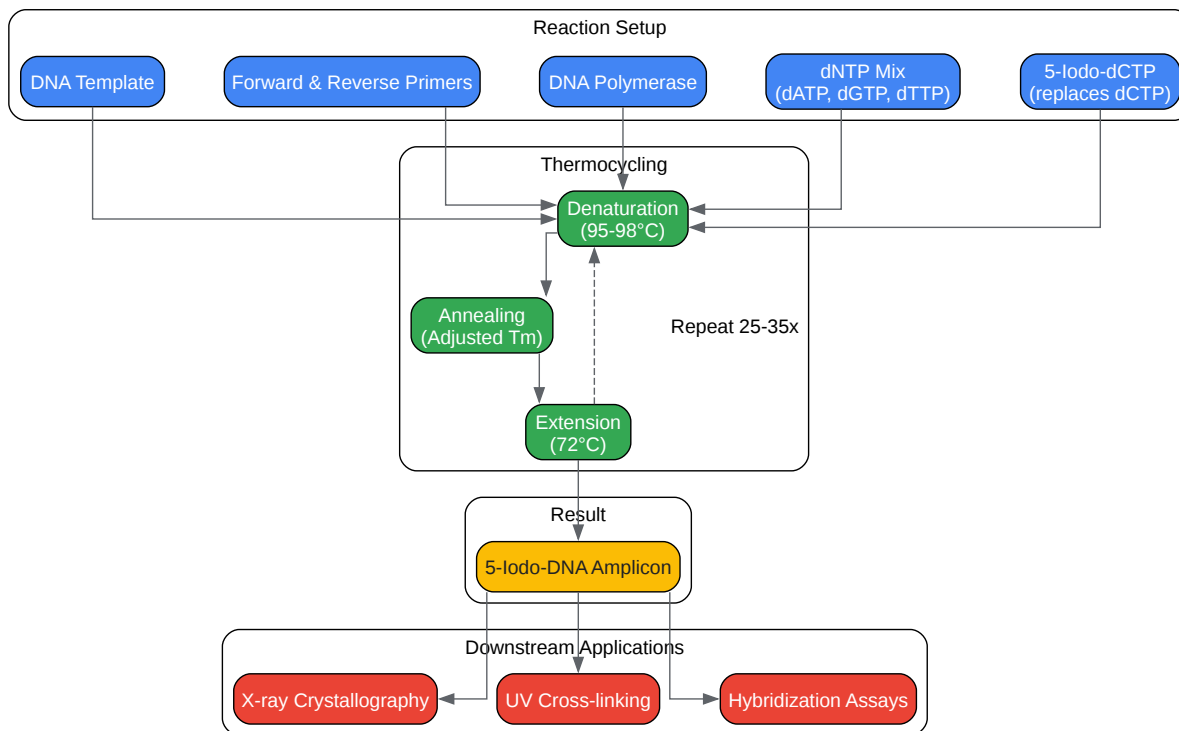 Reaction Setup
DNA Template
Forward & Reverse Primers
DNA Polymerase
dNTP Mix
(dATP, dGTP, dTTP)
5-Iodo-dCTP
(replaces dCTP)
Thermocycling
Denaturation
(95-98°C)
Annealing
(Adjusted Tm)
Repeat 25-35x
Extension
(72°C)
Result
5-Iodo-DNA Amplicon
Downstream Applications
X-ray Crystallography
UV Cross-linking
Hybridization Assays